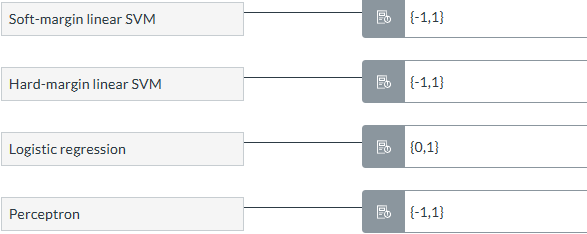 Soft-margin linear SVM {-1,1}
Hard-margin linear SVM {-1,1}
Logistic regression {0,1}
Perceptron {-1,1}